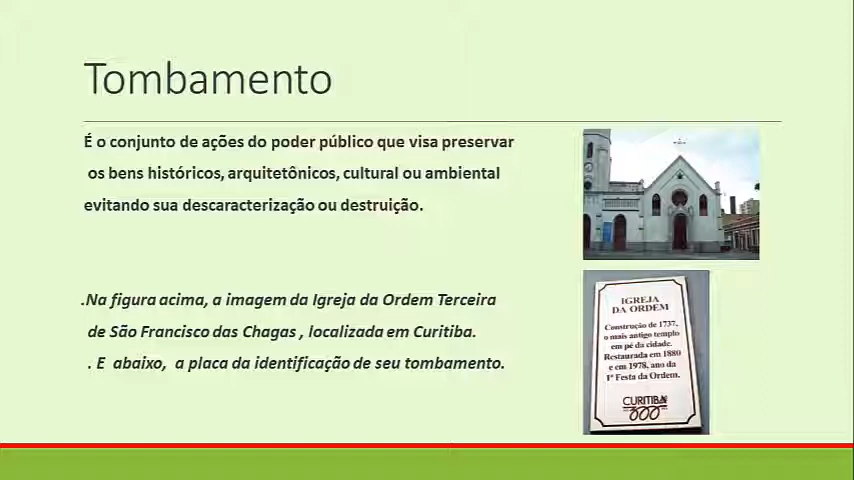 Tombamento
É o conjunto de ações do poder público que visa preservar
os bens históricos, arquitetônicos, cultural ou ambiental
evitando sua descaracterização ou destruição.
.Na figura acima, a imagem da Igreja da Ordem Terceira
de São Francisco das Chagas , localizada em Curitiba.
. E abaixo, a placa da identificação de seu tombamento.
IGREJA
DA ORDEM
Construção de 1737,
o mais antigo templo
em pé da cidade.
Restaurada em 1880
e em 1978, ano da
1ª Festa da Ordem.
CURITIBA
300